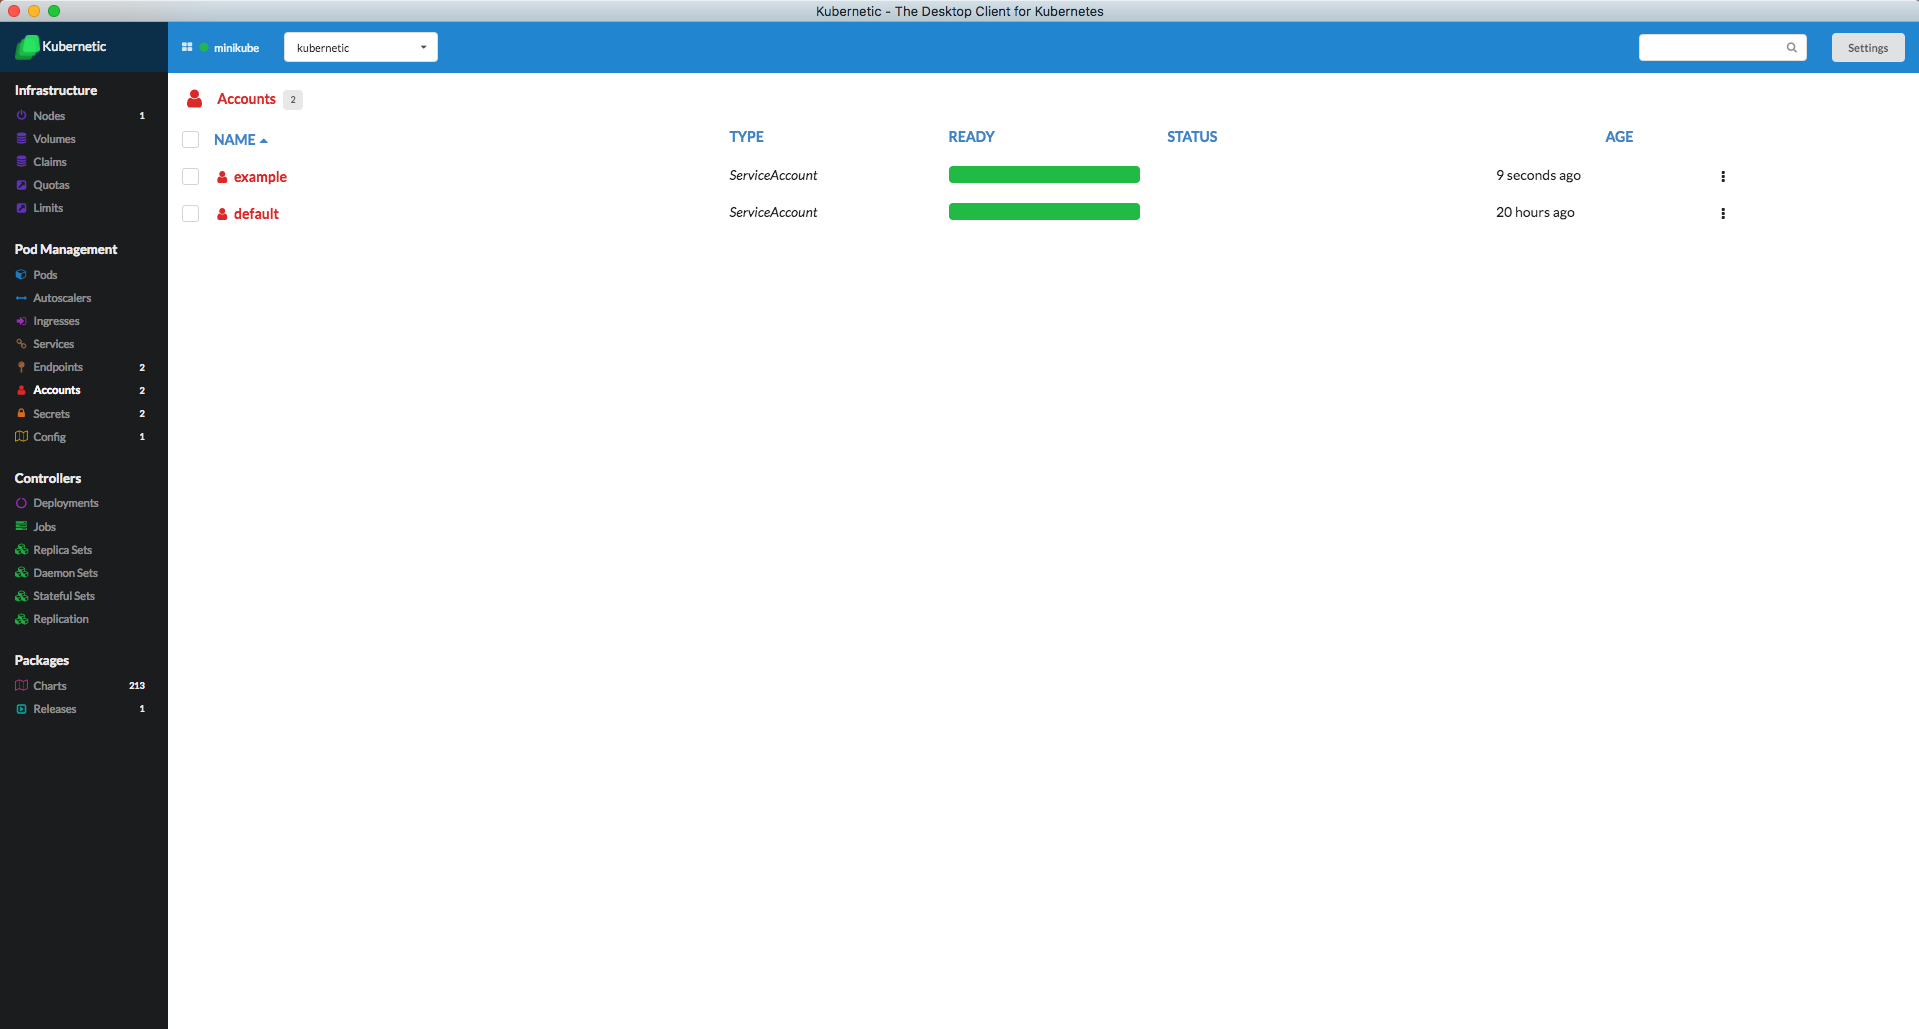 Kubernetic - The Desktop Client for Kubernetes
Kubernetic
minikube
kubernetic
Settings
Infrastructure
Nodes 1
Volumes
Claims
Quotas
Limits
Pod Management
Pods
Autoscalers
Ingresses
Services
Endpoints 2
Accounts 2
Secrets 2
Config 1
Controllers
Deployments
Jobs
Replica Sets
Daemon Sets
Stateful Sets
Replication
Packages
Charts 213
Releases 1
Accounts 2
NAME TYPE READY STATUS AGE
example ServiceAccount 9 seconds ago
default ServiceAccount 20 hours ago